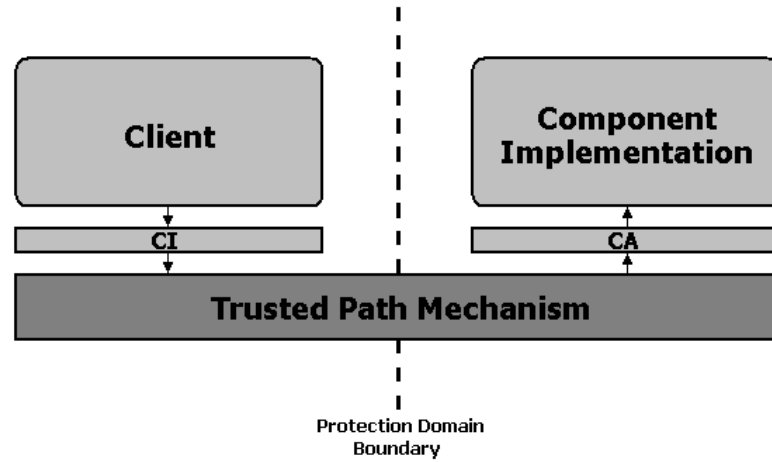 Client
Component
Implementation
CI
CA
Trusted Path Mechanism
Protection Domain
Boundary